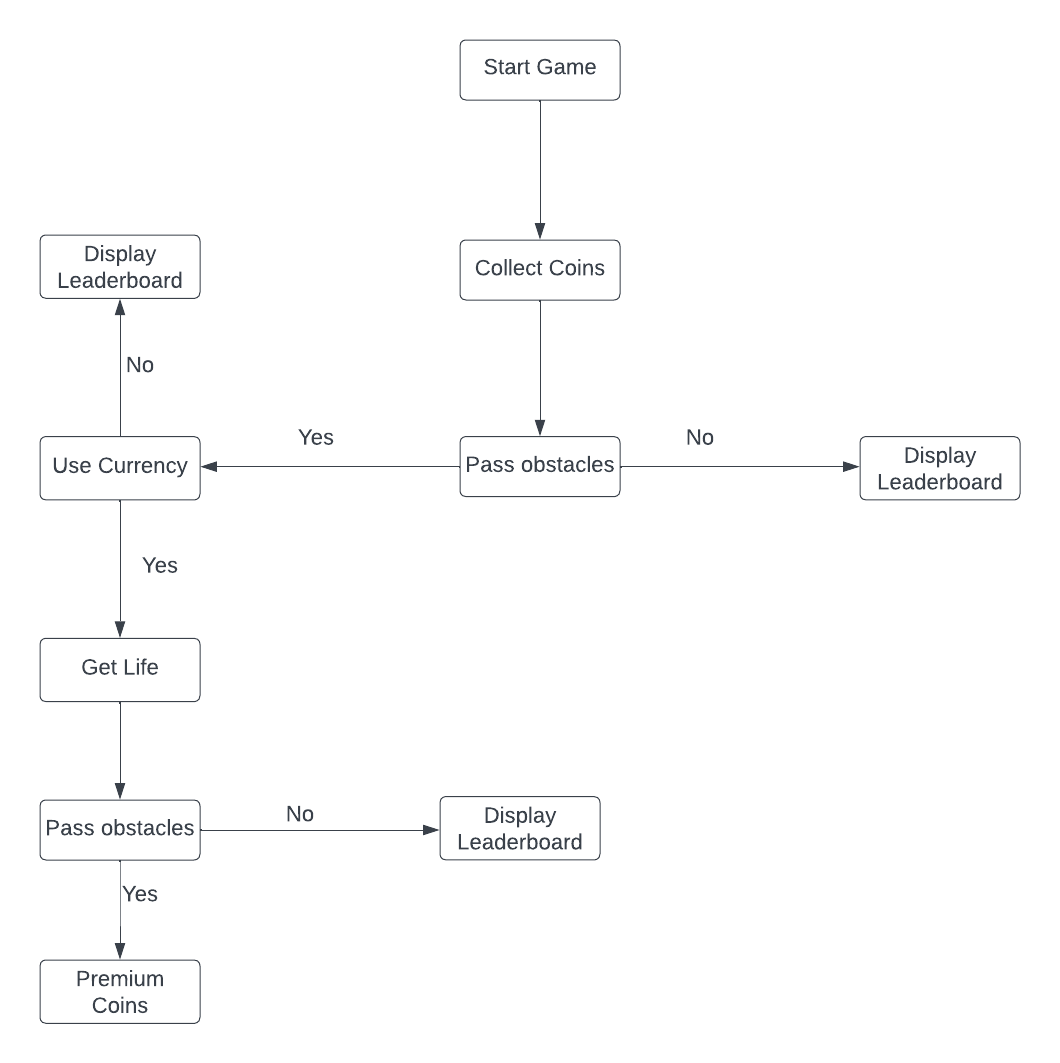 Start Game
Collect Coins
Display
Leaderboard
No
Yes
No
Use Currency
Pass obstacles
Display
Leaderboard
Yes
Get Life
Pass obstacles
No
Display
Leaderboard
Yes
Premium
Coins